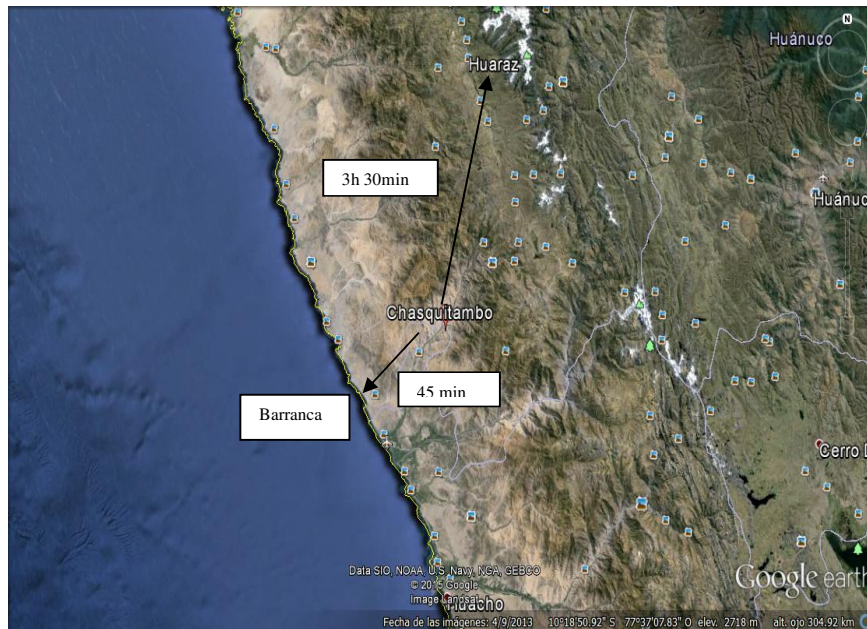 N
Huánuco
Huaraz
3h 30min
Huánuc
Chasquitambo
45 min
Barranca
Cerro D
Data SIO, NOAA, U.S. Navy, NGA, GEBCO
© 2015 Google
Image Landsat
Google earth
Huacho
Fecha de las imágenes: 4/9/2013 10°18'50.92" S 77°37'07.83" O elev. 2718 m alt. ojo 304.92 km